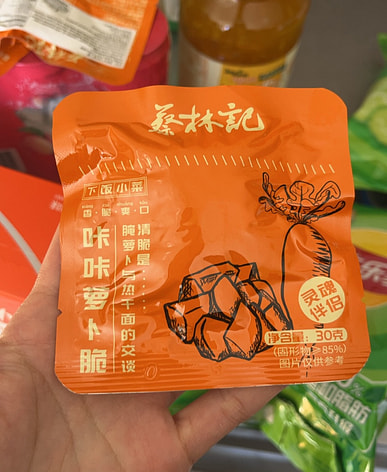 蔡林記
下饭小菜
香·脆·爽·口
咔咔萝卜脆
清脆是……
腌萝卜与热干面的交谈
灵魂
伴侣
净含量：30克
(固形物≥85%)
图片仅供参考